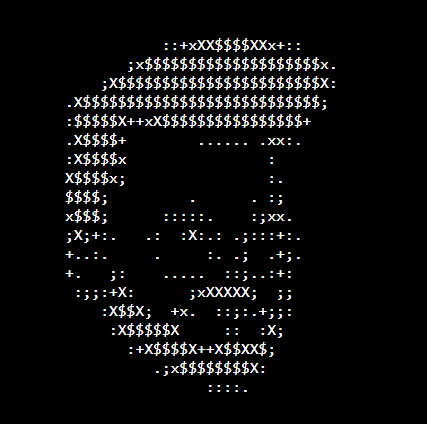 ::+xXX$$$$XXx+::
;x$$$$$$$$$$$$$$$$$$$$x.
;X$$$$$$$$$$$$$$$$$$$$$$$X:
.X$$$$$$$$$$$$$$$$$$$$$$$$$$$;
:$$$$$X++xX$$$$$$$$$$$$$$$$+
.X$$$$+        ...... .xx:.
:X$$$$x                :
X$$$$x;                :.
$$$$;         .      . :;
x$$$;      :::::.    :;xx.
;X;+:.   .:  :X:.: .;:::+:.
+..:.     .     :. .;  .+;.
+.   ;:    .....  ::;..:+:
:;;:+X:      ;xXXXXX;  ;;
:X$$X;  +x.  ::;:.+;;:
:X$$$$$X     ::  :X;
:+X$$$$X++X$$XX$;
.;x$$$$$$$$X:
::::.